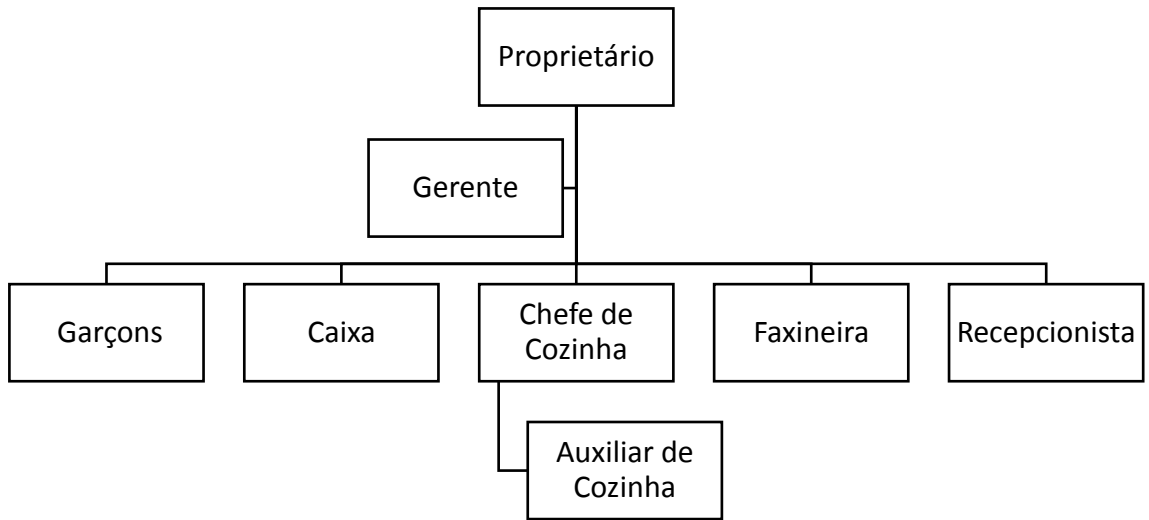 Proprietário
Gerente
Garçons
Caixa
Chefe de
Cozinha
Faxineira
Recepcionista
Auxiliar de
Cozinha